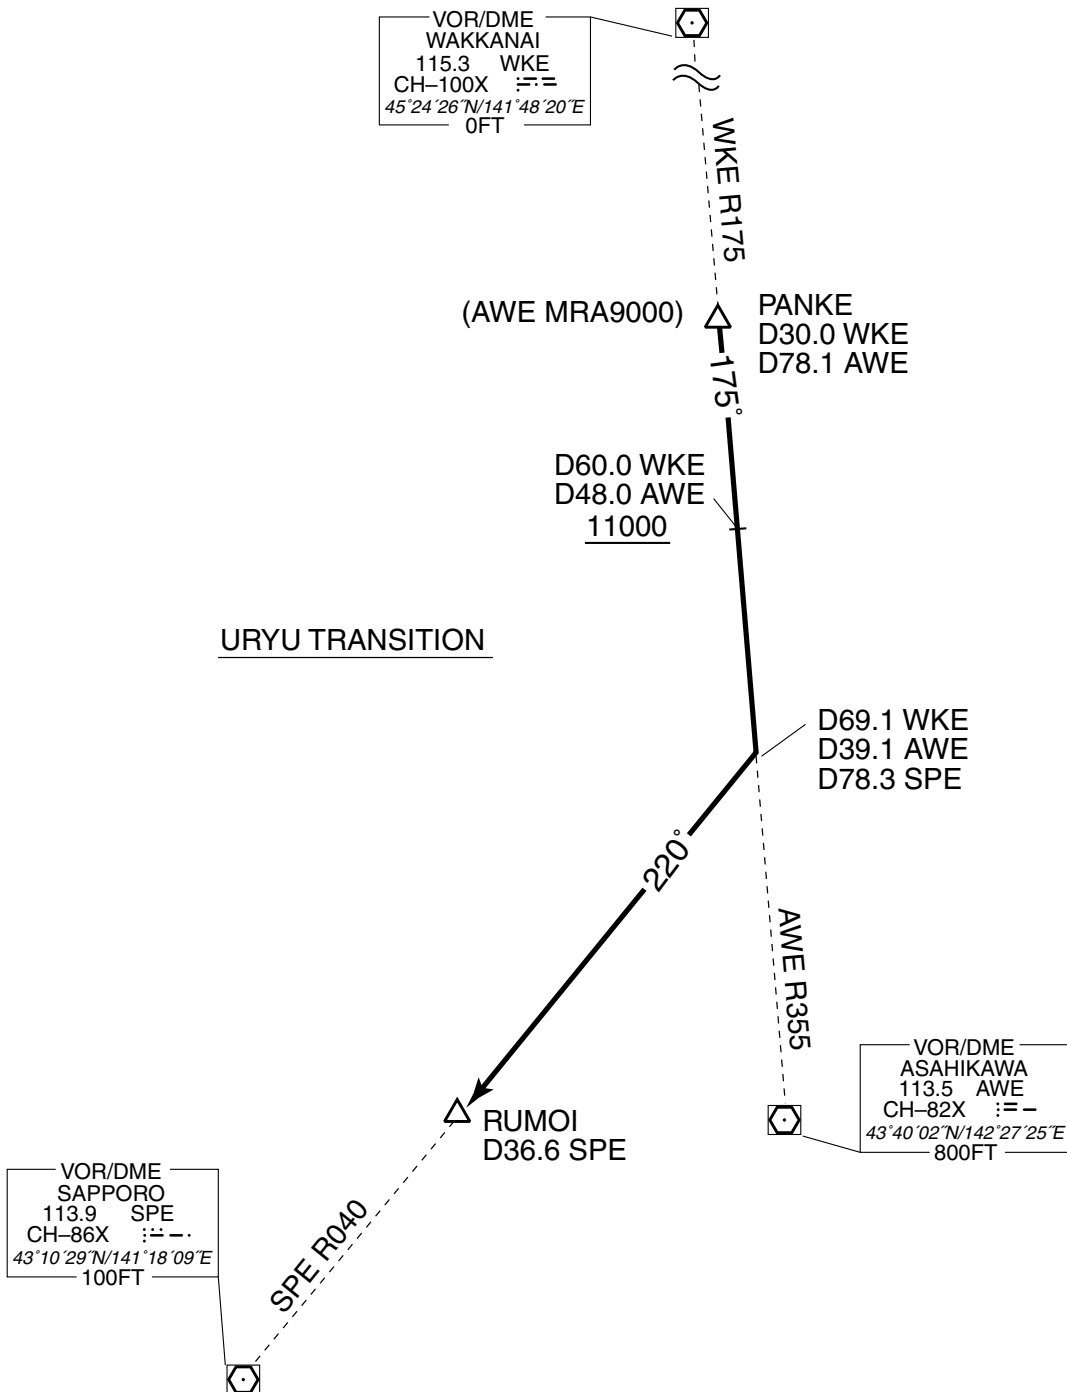 VOR/DME
WAKKANAI
115.3 WKE
CH–100X
45°24´26˝N/141°48´20˝E
0FT
WKE R175
(AWE MRA9000)
PANKE
D30.0 WKE
D78.1 AWE
175°
D60.0 WKE
D48.0 AWE
11000
URYU TRANSITION
D69.1 WKE
D39.1 AWE
D78.3 SPE
220°
AWE R355
VOR/DME
ASAHIKAWA
113.5 AWE
CH–82X
43°40´02˝N/142°27´25˝E
800FT
RUMOI
D36.6 SPE
SPE R040
VOR/DME
SAPPORO
113.9 SPE
CH–86X
43°10´29˝N/141°18´09˝E
100FT